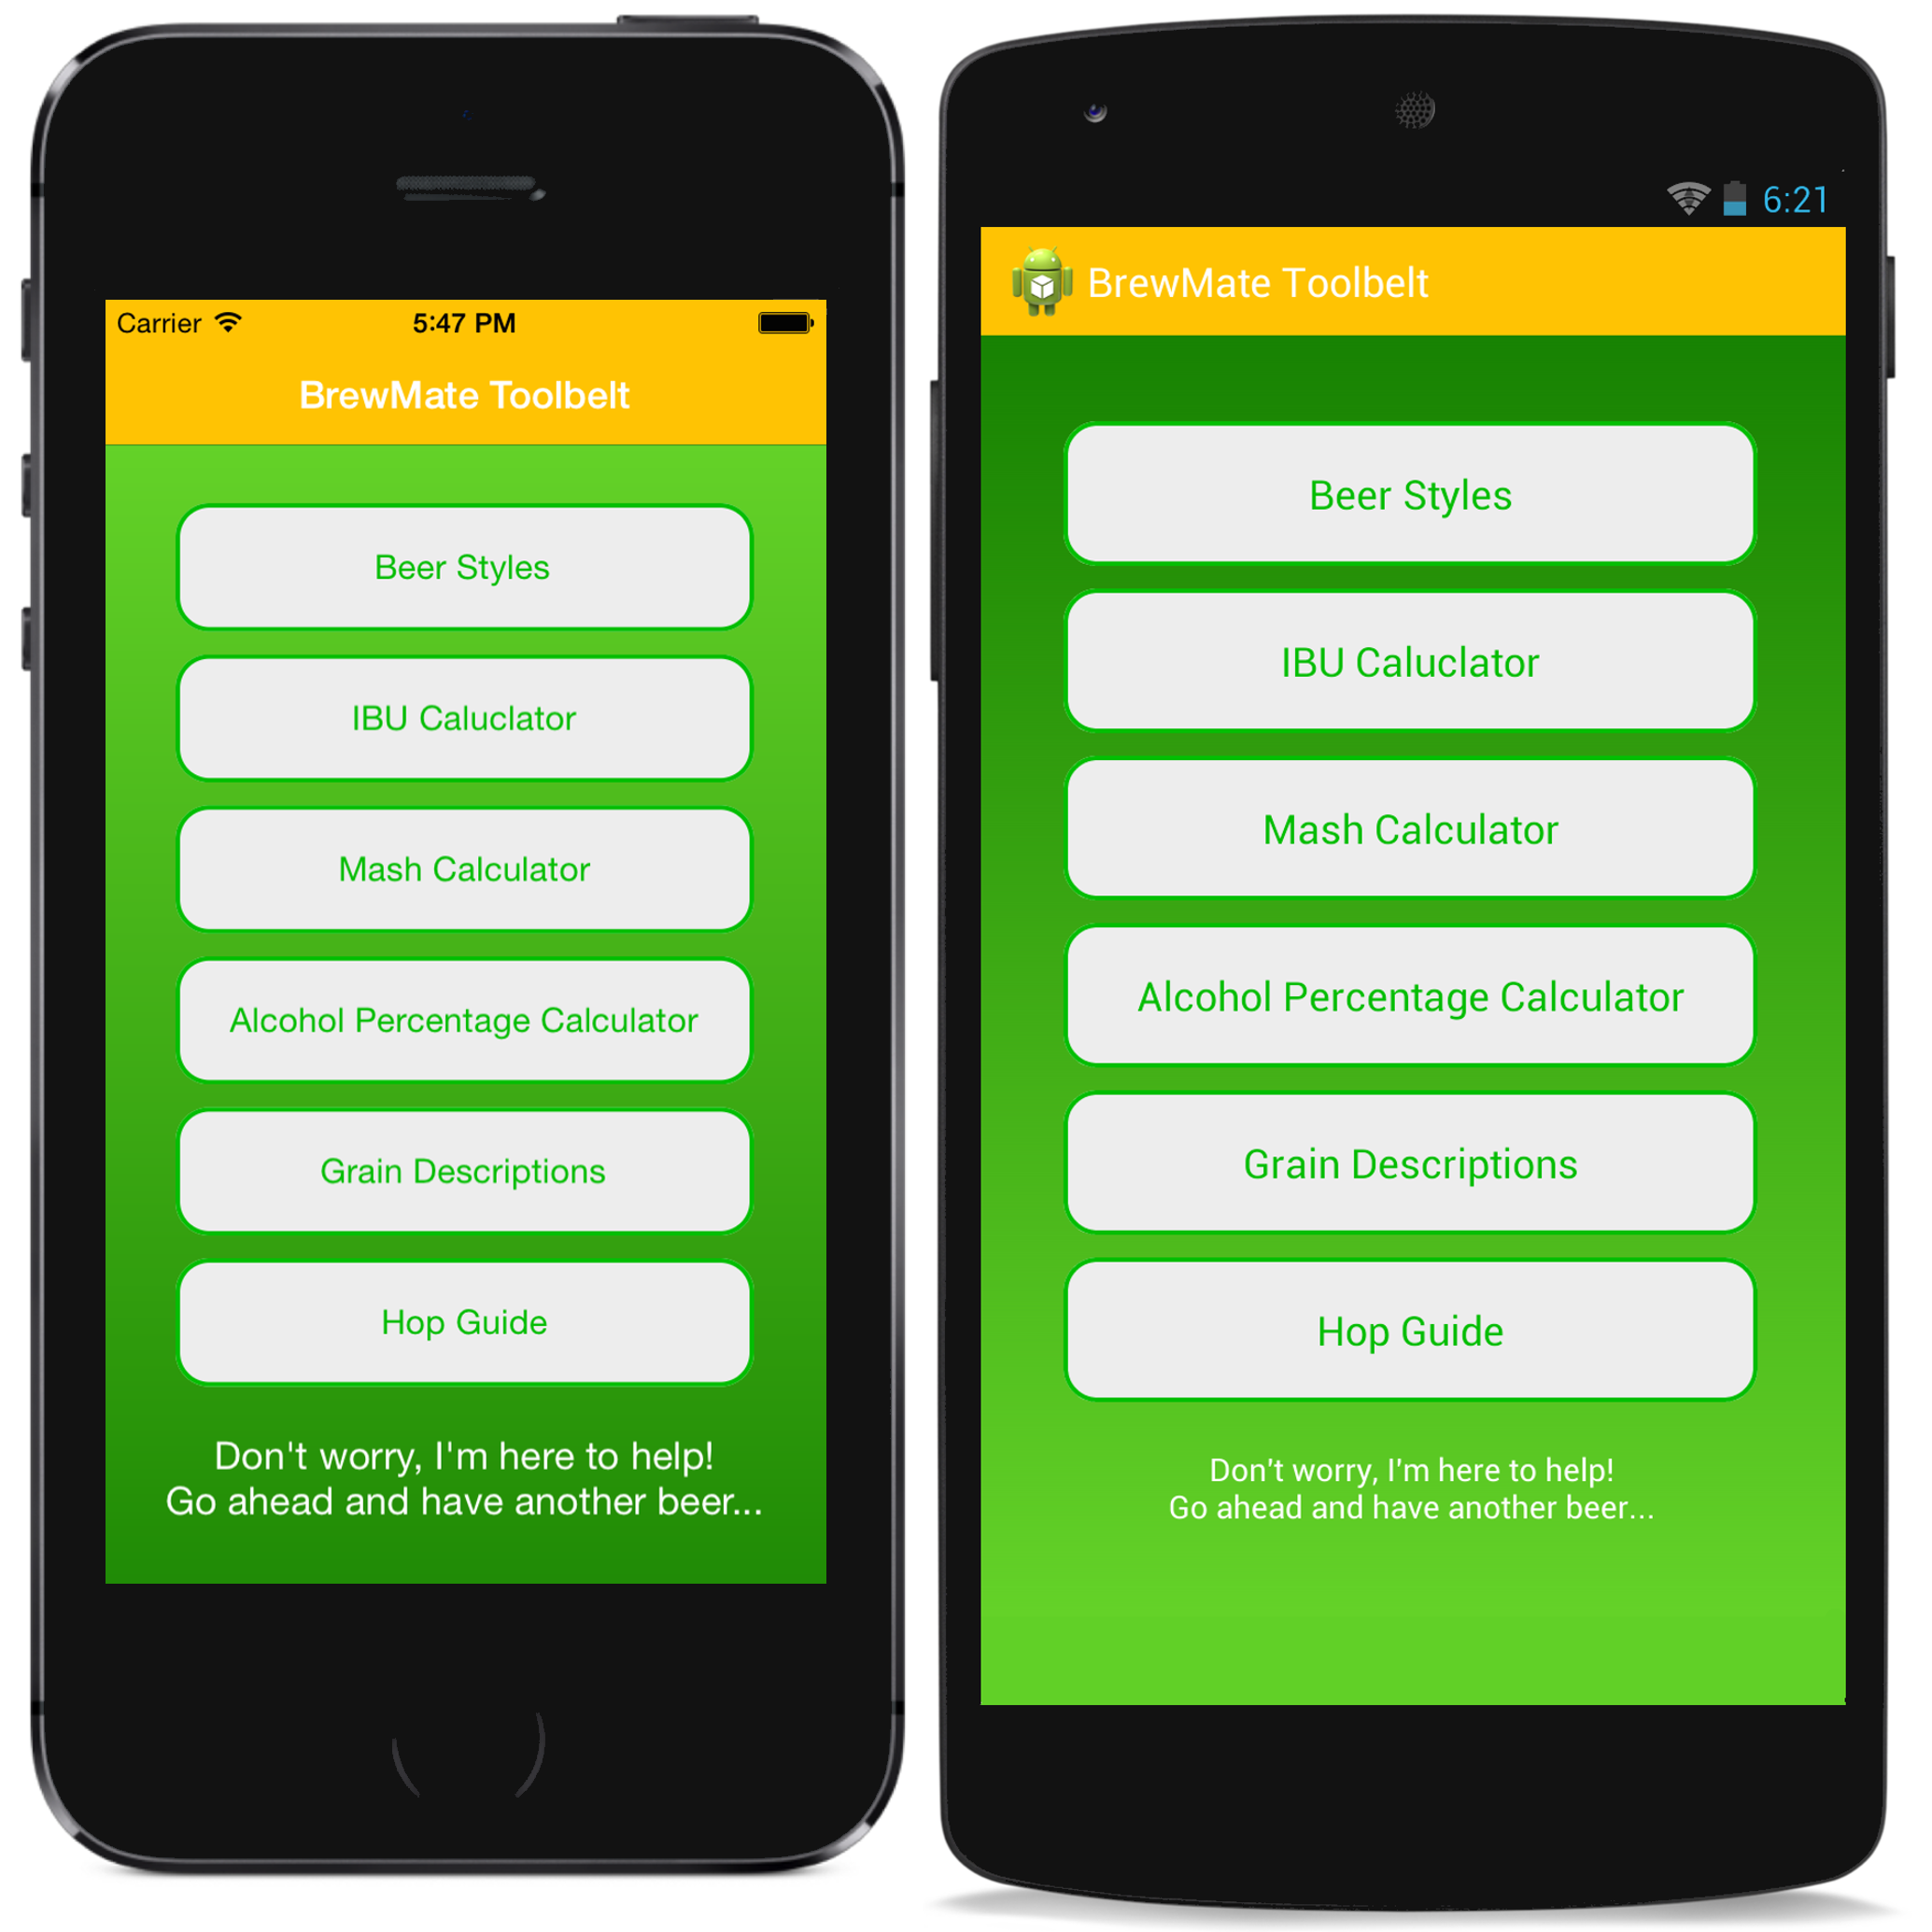 Carrier 5:47 PM
BrewMate Toolbelt
Beer Styles
IBU Caluclator
Mash Calculator
Alcohol Percentage Calculator
Grain Descriptions
Hop Guide
Don't worry, I'm here to help!
Go ahead and have another beer...
6:21
BrewMate Toolbelt
Beer Styles
IBU Caluclator
Mash Calculator
Alcohol Percentage Calculator
Grain Descriptions
Hop Guide
Don't worry, I'm here to help!
Go ahead and have another beer...